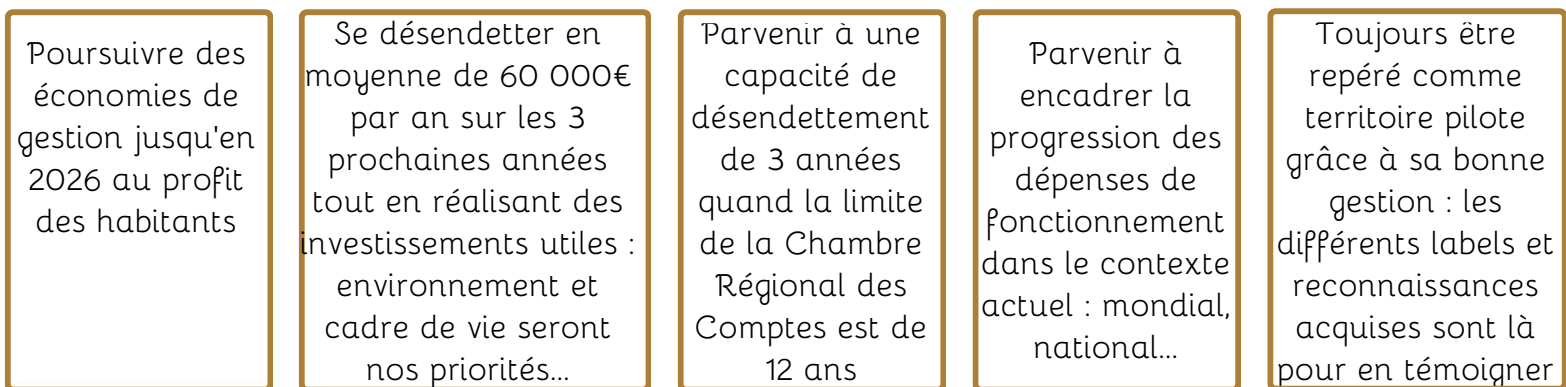 Poursuivre des
économies de
gestion jusqu'en
2026 au profit
des habitants
Se désendetter en
moyenne de 60 000€
par an sur les 3
prochaines années
tout en réalisant des
investissements utiles :
environnement et
cadre de vie seront
nos priorités...
Parvenir à une
capacité de
désendettement
de 3 années
quand la limite
de la Chambre
Régional des
Comptes est de
12 ans
Parvenir à
encadrer la
progression des
dépenses de
fonctionnement
dans le contexte
actuel : mondial,
national...
Toujours être
repéré comme
territoire pilote
grâce à sa bonne
gestion : les
différents labels et
reconnaissances
acquises sont là
pour en témoigner